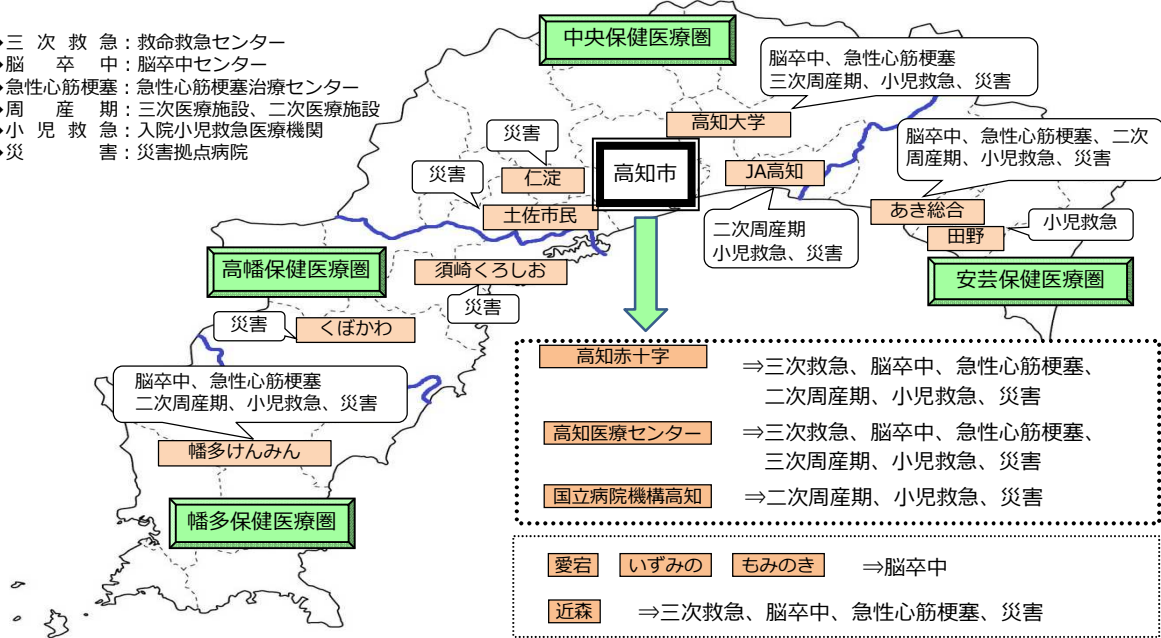 中央保健医療圏
◆三次救急：救命救急センター
◆脳卒中：脳卒中センター
◆急性心筋梗塞：急性心筋梗塞治療センター
◆周産期：三次医療施設、二次医療施設
◆小児救急：入院小児救急医療機関
◆災害：災害拠点病院
脳卒中、急性心筋梗塞
三次周産期、小児救急、災害
高知大学
脳卒中、急性心筋梗塞、二次
周産期、小児救急、災害
災害
仁淀
高知市
JA高知
災害
土佐市民
二次周産期
小児救急、災害
あき総合
田野
小児救急
高幡保健医療圏
須崎くろしお
災害
安芸保健医療圏
災害
くぼかわ
脳卒中、急性心筋梗塞
二次周産期、小児救急、災害
幡多けんみん
幡多保健医療圏
高知赤十字
⇒三次救急、脳卒中、急性心筋梗塞、
二次周産期、小児救急、災害
高知医療センター
⇒三次救急、脳卒中、急性心筋梗塞、
三次周産期、小児救急、災害
国立病院機構高知
⇒二次周産期、小児救急、災害
愛宕 いずみの もみのき ⇒脳卒中
近森 ⇒三次救急、脳卒中、急性心筋梗塞、災害